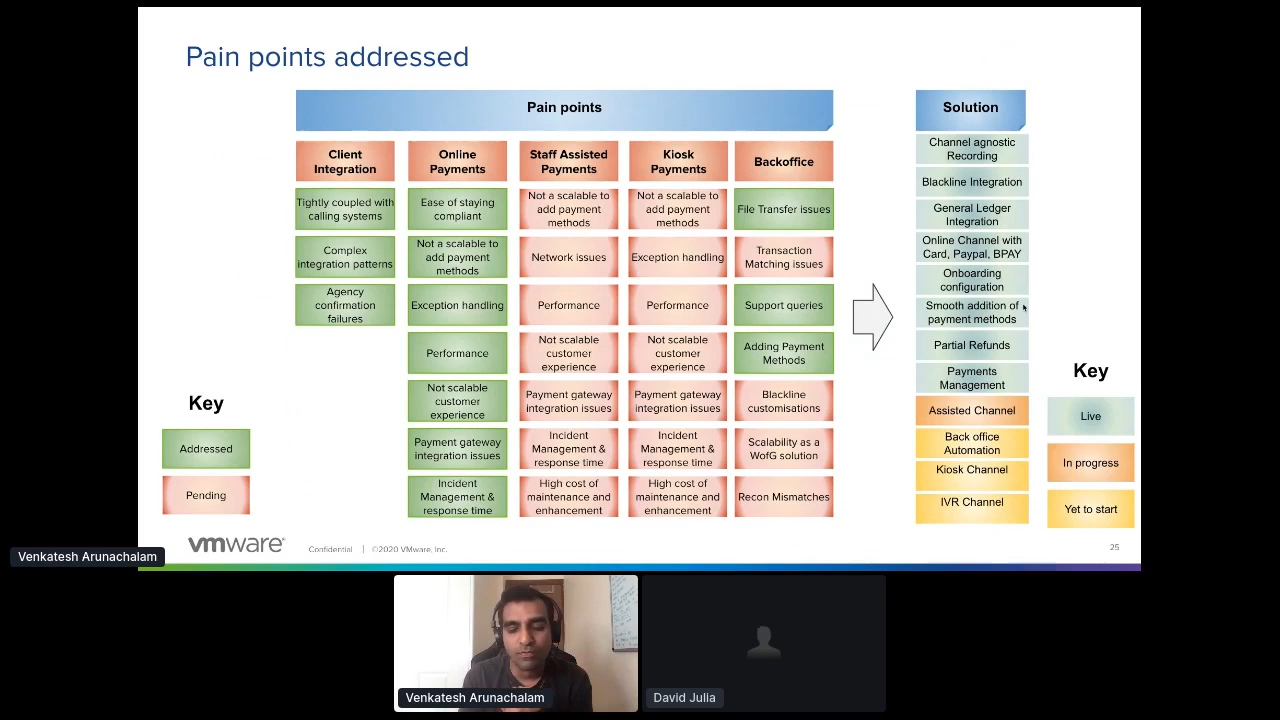 Pain points addressed
Pain points
Solution
Client
Integration
Online
Payments
Staff Assisted
Payments
Kiosk
Payments
Backoffice
Tightly coupled with
calling systems
Complex
integration patterns
Agency
confirmation
failures
Ease of staying
compliant
Not a scalable to
add payment
methods
Exception handling
Performance
Not scalable
customer
experience
Payment gateway
integration issues
Incident
Management &
response time
Not a scalable to
add payment
methods
Network issues
Performance
Not scalable
customer
experience
Payment gateway
integration issues
Incident
Management &
response time
High cost of
maintenance and
enhancement
Not a scalable to
add payment
methods
Exception handling
Performance
Not scalable
customer
experience
Payment gateway
integration issues
Incident
Management &
response time
High cost of
maintenance and
enhancement
File Transfer issues
Transaction
Matching issues
Support queries
Adding Payment
Methods
Blackline
customisations
Scalability as a
WofG solution
Recon Mismatches
Channel agnostic
Recording
Blackline Integration
General Ledger
Integration
Online Channel with
Card, Paypal, BPAY
Onboarding
configuration
Smooth addition of
payment methods
Partial Refunds
Payments
Management
Assisted Channel
Back office
Automation
Kiosk Channel
IVR Channel
Key
Addressed
Pending
Key
Live
In progress
Yet to start
vmware®
Confidential | ©2020 VMware, Inc.
25
Venkatesh Arunachalam
Venkatesh Arunachalam
David Julia